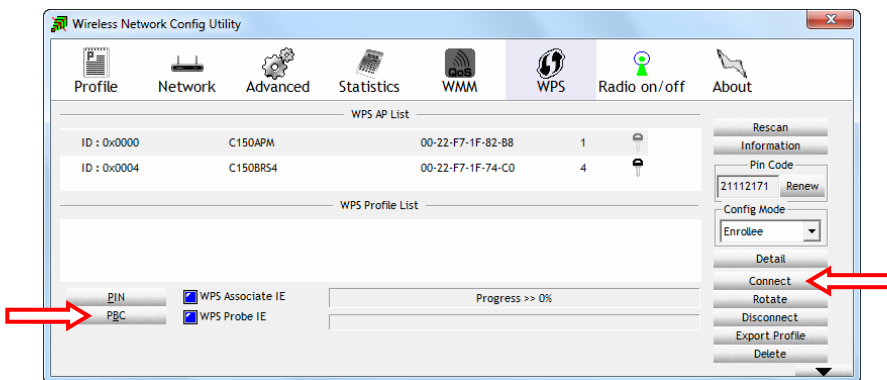 Wireless Network Config Utility
Profile Network Advanced Statistics WMM WPS Radio on/off About
QoS
WPS AP List
ID : 0x0000 C150APM 00-22-F7-1F-82-B8 1
ID : 0x0004 C150BRS4 00-22-F7-1F-74-C0 4
WPS Profile List
Rescan
Information
Pin Code
21112171 Renew
Config Mode
Enrollee
Detail
Connect
Rotate
Disconnect
Export Profile
Delete
PIN WPS Associate IE Progress >> 0%
PBC WPS Probe IE